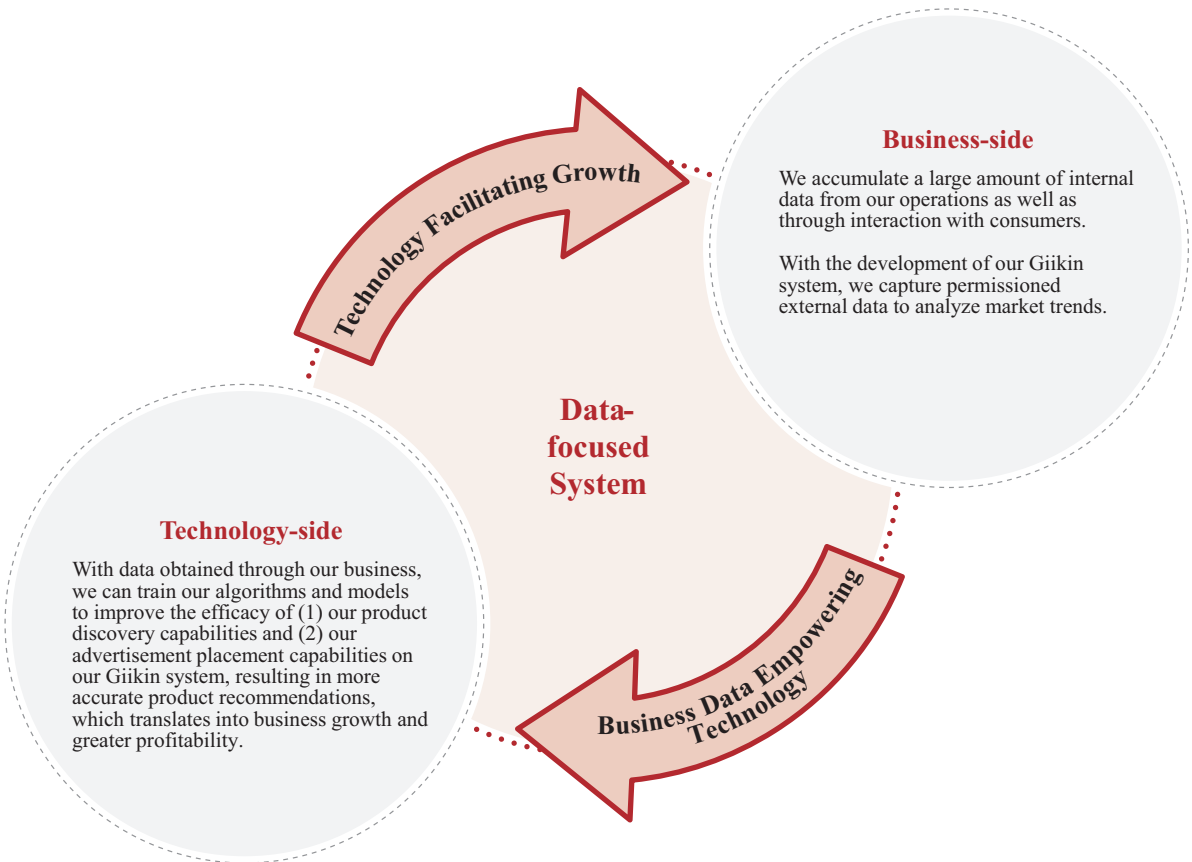 Technology Facilitating Growth
Business-side
We accumulate a large amount of internal
data from our operations as well as
through interaction with consumers.
With the development of our Giikin
system, we capture permissioned
external data to analyze market trends.
Data-
focused
System
Technology-side
With data obtained through our business,
we can train our algorithms and models
to improve the efficacy of (1) our product
discovery capabilities and (2) our
advertisement placement capabilities on
our Giikin system, resulting in more
accurate product recommendations,
which translates into business growth and
greater profitability.
Business Data Empowering
Technology